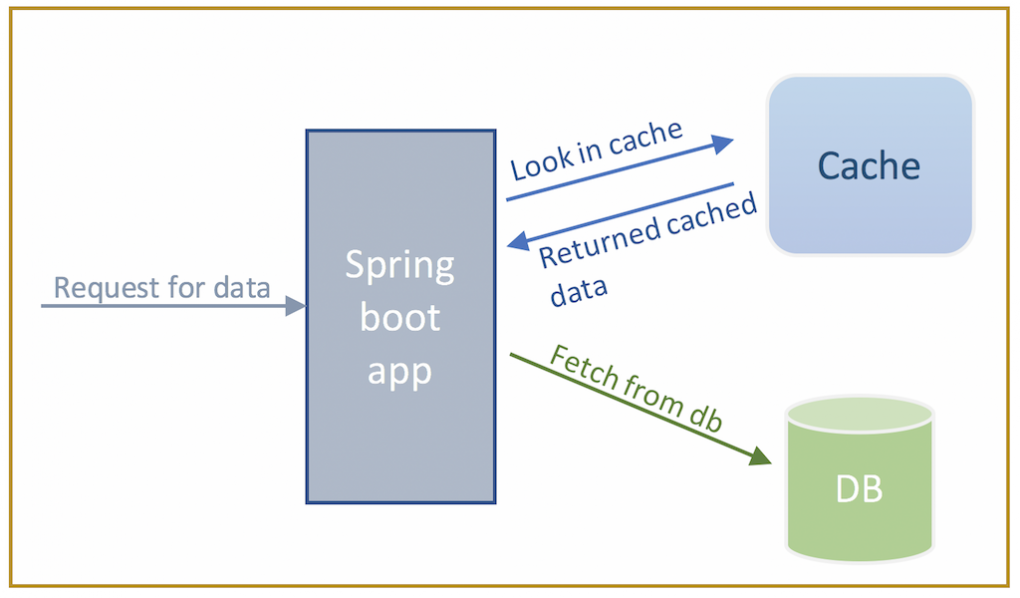 Request for data
Spring
boot
app
Look in cache
Returned cached
data
Fetch from db
Cache
DB